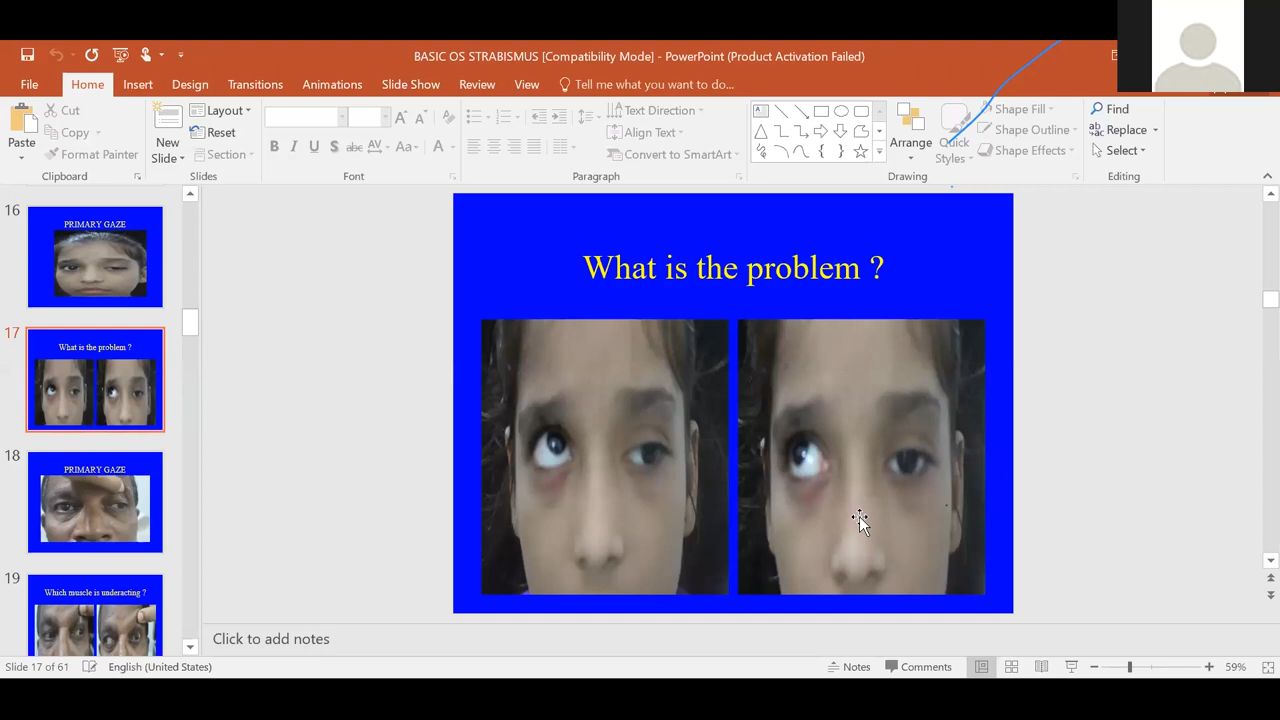 BASIC OS STRABISMUS [Compatibility Mode] - PowerPoint (Product Activation Failed)
File Home Insert Design Transitions Animations Slide Show Review View Tell me what you want to do...
Paste
Cut
Copy
Format Painter
Clipboard
New
Slide
Layout
Reset
Section
Slides
B I U S abc AV Aa A
Font
Text Direction
Align Text
Convert to SmartArt
Paragraph
Arrange
Quick
Styles
Shape Fill
Shape Outline
Shape Effects
Drawing
Find
Replace
Select
Editing
16
PRIMARY GAZE
17
What is the problem ?
18
PRIMARY GAZE
19
Which muscle is underacting ?
What is the problem ?
Click to add notes
Slide 17 of 61 English (United States) Notes Comments 59%